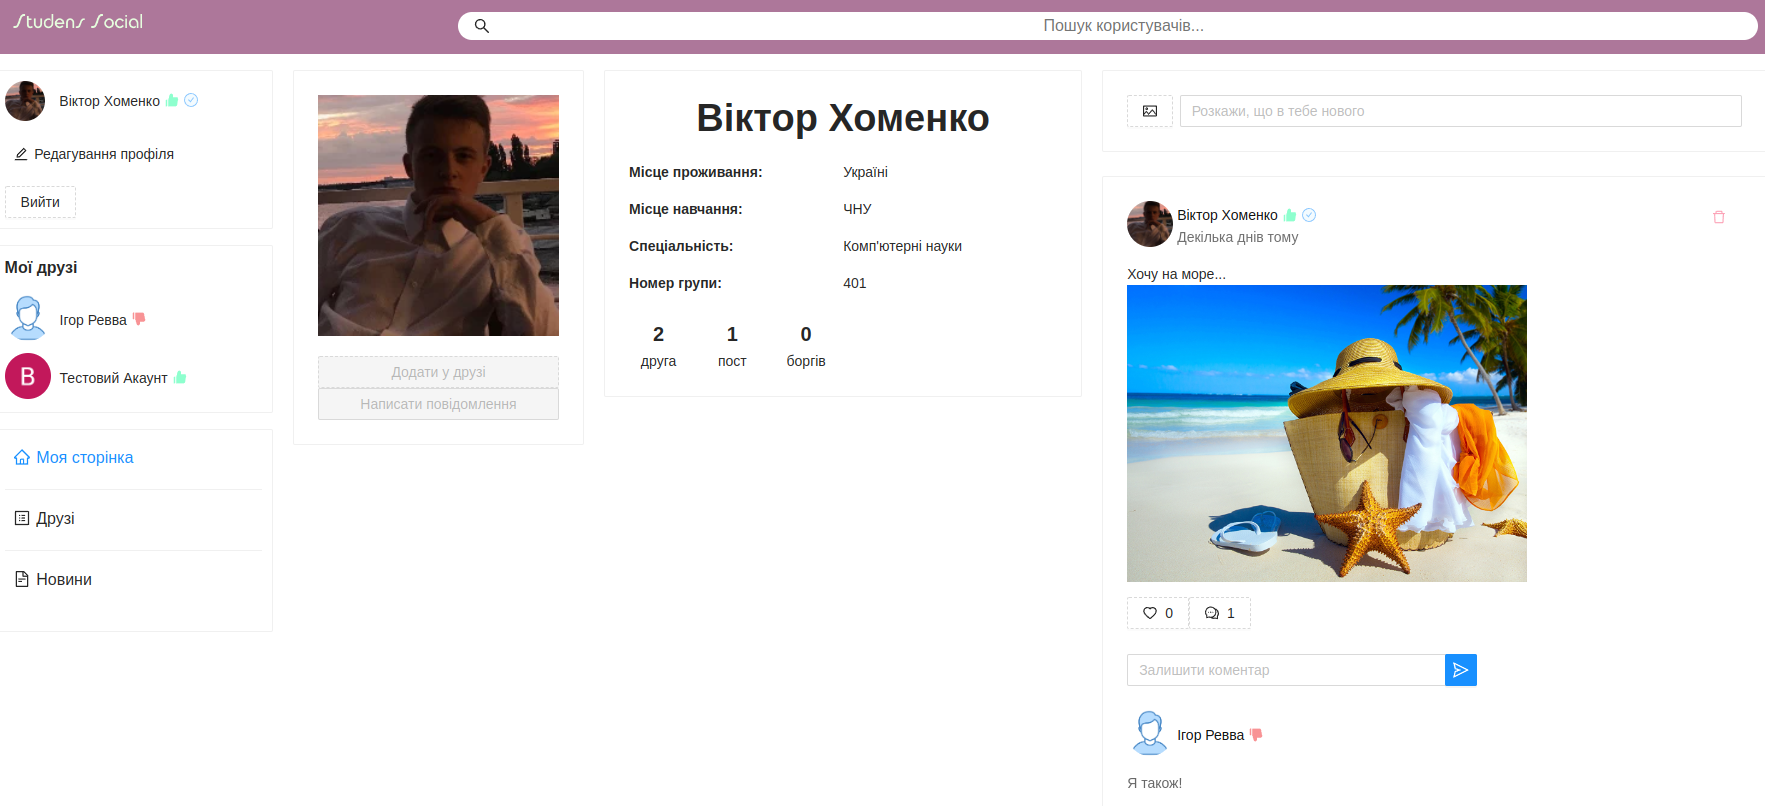 Studens Social
Пошук користувачів...
Віктор Хоменко
Редагування профіля
Вийти
Мої друзі
Ігор Ревва
B
Тестовий Акаунт
Моя сторінка
Друзі
Новини
Додати у друзі
Написати повідомлення
Віктор Хоменко
Місце проживання: Україні
Місце навчання: ЧНУ
Спеціальність: Комп'ютерні науки
Номер групи: 401
2 1 0
друга пост боргів
Розкажи, що в тебе нового
Віктор Хоменко
Декілька днів тому
Хочу на море...
0 1
Залишити коментар
Ігор Ревва
Я також!